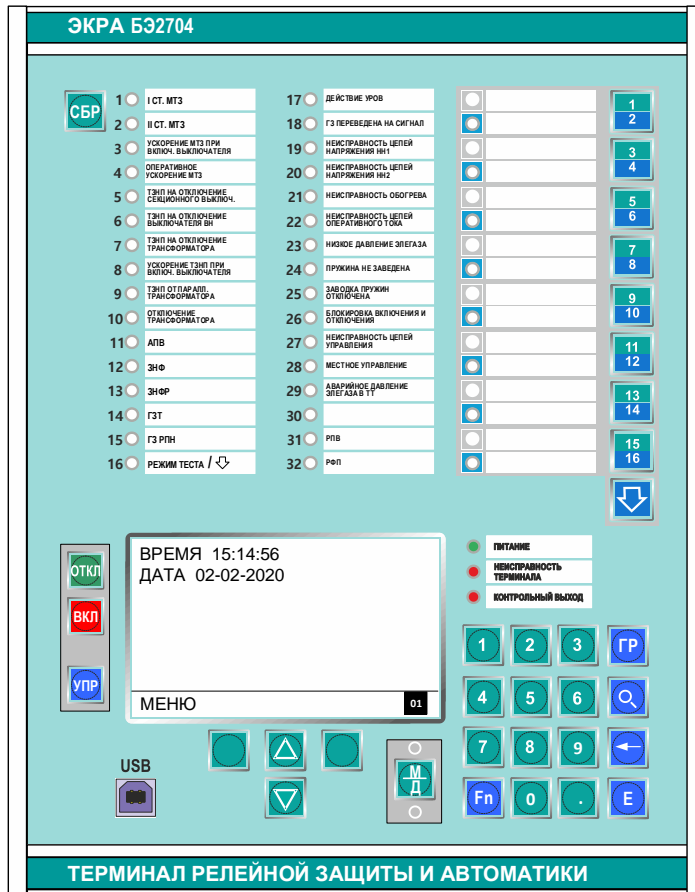 ЭКРА БЭ2704
СБР
1 I СТ. МТЗ
2 II СТ. МТЗ
3 УСКОРЕНИЕ МТЗ ПРИ
ВКЛЮЧ. ВЫКЛЮЧАТЕЛЯ
4 ОПЕРАТИВНОЕ
УСКОРЕНИЕ МТЗ
5 ТЗНП НА ОТКЛЮЧЕНИЕ
СЕКЦИОННОГО ВЫКЛЮЧ.
6 ТЗНП НА ОТКЛЮЧЕНИЕ
ВЫКЛЮЧАТЕЛЯ ВН
7 ТЗНП НА ОТКЛЮЧЕНИЕ
ТРАНСФОРМАТОРА
8 УСКОРЕНИЕ ТЗНП ПРИ
ВКЛЮЧ. ВЫКЛЮЧАТЕЛЯ
9 ТЗНП ОТ ПАРАЛЛ.
ТРАНСФОРМАТОРА
10 ОТКЛЮЧЕНИЕ
ТРАНСФОРМАТОРА
11 АПВ
12 ЗНФ
13 ЗНФР
14 ГЗТ
15 ГЗ РПН
16 РЕЖИМ ТЕСТА /
17 ДЕЙСТВИЕ УРОВ
18 ГЗ ПЕРЕВЕДЕНА НА СИГНАЛ
19 НЕИСПРАВНОСТЬ ЦЕПЕЙ
НАПРЯЖЕНИЯ НН1
20 НЕИСПРАВНОСТЬ ЦЕПЕЙ
НАПРЯЖЕНИЯ НН2
21 НЕИСПРАВНОСТЬ ОБОГРЕВА
22 НЕИСПРАВНОСТЬ ЦЕПЕЙ
ОПЕРАТИВНОГО ТОКА
23 НИЗКОЕ ДАВЛЕНИЕ ЭЛЕГАЗА
24 ПРУЖИНА НЕ ЗАВЕДЕНА
25 ЗАВОДКА ПРУЖИН
ОТКЛЮЧЕНА
26 БЛОКИРОВКА ВКЛЮЧЕНИЯ И
ОТКЛЮЧЕНИЯ
27 НЕИСПРАВНОСТЬ ЦЕПЕЙ
УПРАВЛЕНИЯ
28 МЕСТНОЕ УПРАВЛЕНИЕ
29 АВАРИЙНОЕ ДАВЛЕНИЕ
ЭЛЕГАЗА В ТТ
30
31 РПВ
32 РФП
1
2
3
4
5
6
7
8
9
10
11
12
13
14
15
16
ОТКЛ
ВКЛ
УПР
ВРЕМЯ 15:14:56
ДАТА 02-02-2020
МЕНЮ 01
ПИТАНИЕ
НЕИСПРАВНОСТЬ
ТЕРМИНАЛА
КОНТРОЛЬНЫЙ ВЫХОД
1 2 3 ГР
4 5 6
7 8 9
Fn 0 . E
USB
М
Д
ТЕРМИНАЛ РЕЛЕЙНОЙ ЗАЩИТЫ И АВТОМАТИКИ